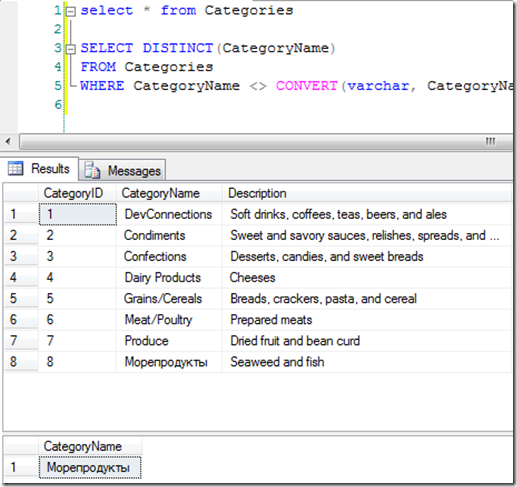 1 select * from Categories
2
3 SELECT DISTINCT(CategoryName)
4 FROM Categories
5 WHERE CategoryName <> CONVERT(varchar, CategoryNa
6
Results Messages
CategoryID CategoryName Description
1 1 DevConnections Soft drinks, coffees, teas, beers, and ales
2 2 Condiments Sweet and savory sauces, relishes, spreads, and ...
3 3 Confections Desserts, candies, and sweet breads
4 4 Dairy Products Cheeses
5 5 Grains/Cereals Breads, crackers, pasta, and cereal
6 6 Meat/Poultry Prepared meats
7 7 Produce Dried fruit and bean curd
8 8 Морепродукты Seaweed and fish
CategoryName
1 Морепродукты